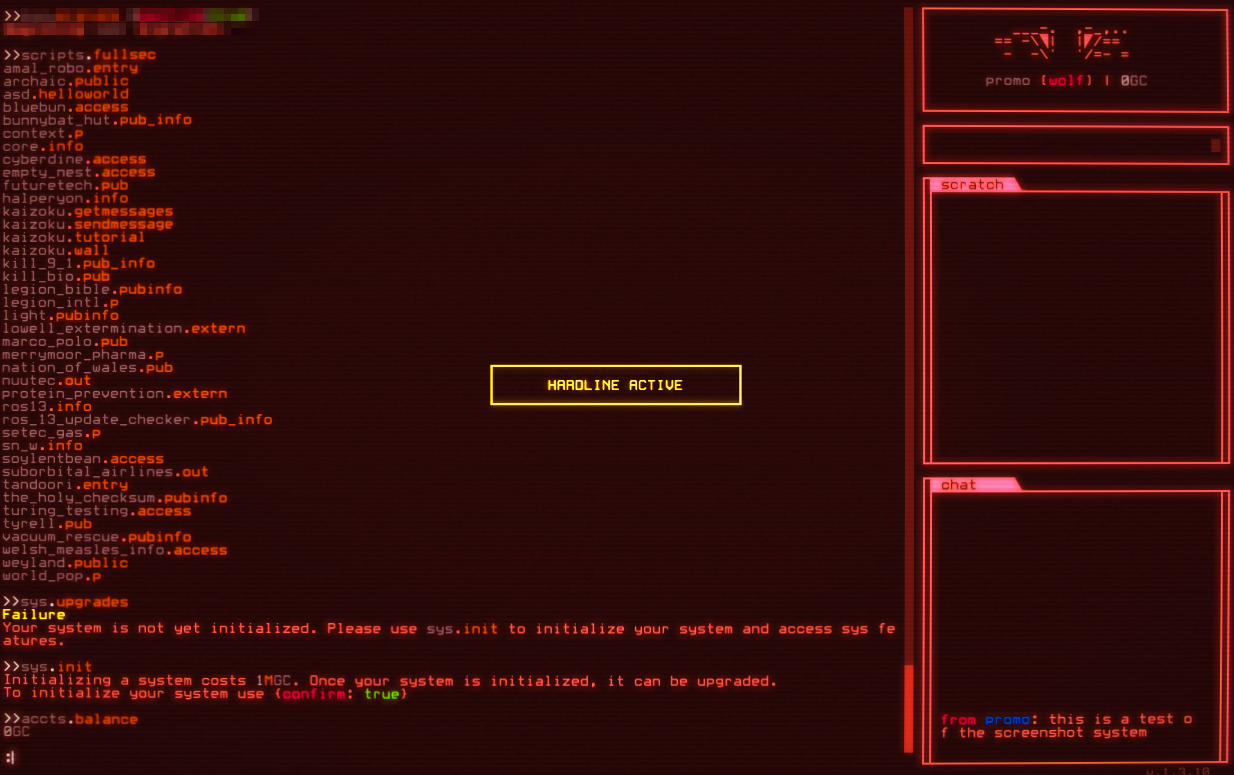 >>
>>scripts.fullsec
amal_robo.entry
archaic.public
asd.helloworld
bluebun.access
bunnybat_hut.pub_info
context.p
core.info
cyberdine.access
empty_nest.access
futuretech.pub
halperyon.info
kaizoku.getmessages
kaizoku.sendmessage
kaizoku.tutorial
kaizoku.wall
kill_9_1.pub_info
kill_bio.pub
legion_bible.pubinfo
legion_intl.p
light.pubinfo
lowell_extermination.extern
marco_polo.pub
merrymoor_pharma.p
nation_of_wales.pub
nuutec.out
protein_prevention.extern
ros13.info
ros_13_update_checker.pub_info
setec_gas.p
sn_w.info
soylentbean.access
suborbital_airlines.out
tandoori.entry
the_holy_checksum.pubinfo
turing_testing.access
tyrell.pub
vacuum_rescue.pubinfo
welsh_measles_info.access
weyland.public
world_pop.p
>>sys.upgrades
Failure
Your system is not yet initialized. Please use sys.init to initialize your system and access sys fe
atures.
>>sys.init
Initializing a system costs 1MGC. Once your system is initialized, it can be upgraded.
To initialize your system use {confirm: true}
>>accts.balance
0GC
:|
HARDLINE ACTIVE
promo (wolf) | 0GC
scratch
chat
from promo: this is a test o
f the screenshot system
v.1.3.10